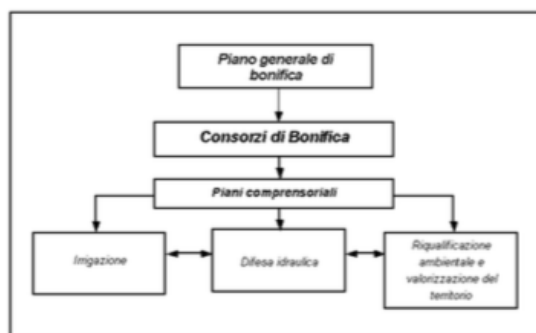 Piano generale di
bonifica
Consorzi di Bonifica
Piani comprensoriali
Irrigazione
Difesa idraulica
Riqualificazione
ambientale e
valorizzazione del
territorio